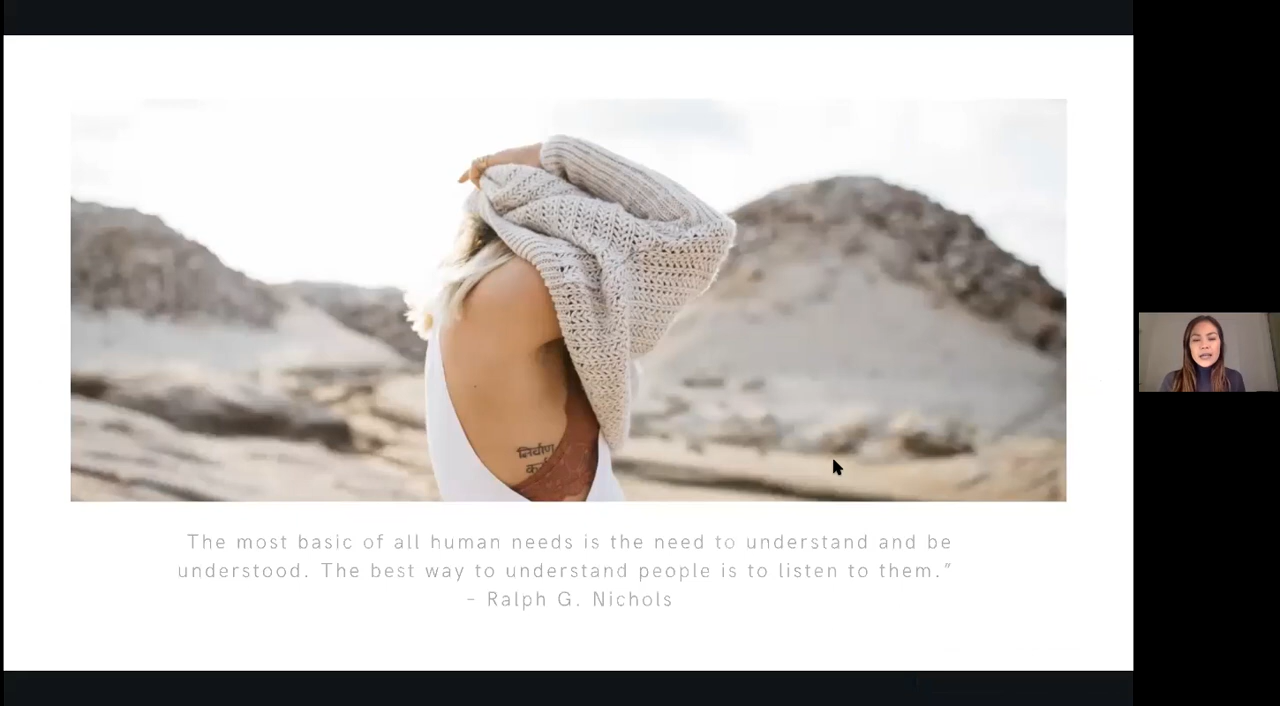 निर्वाण
The most basic of all human needs is the need to understand and be
understood. The best way to understand people is to listen to them.”
– Ralph G. Nichols